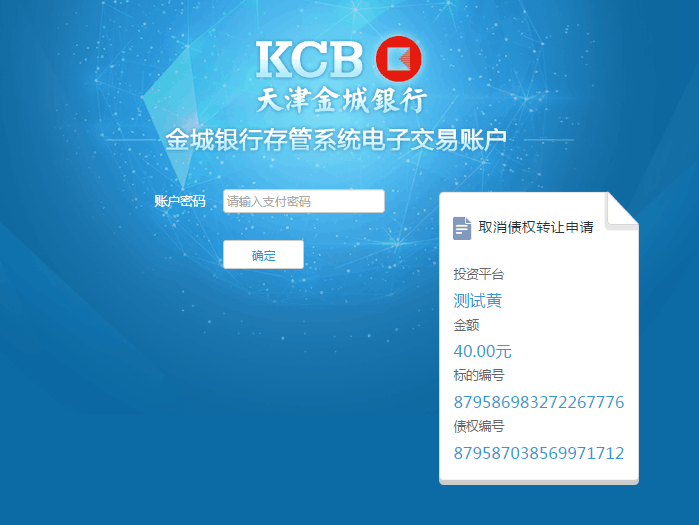 KCB
天津金城銀行
金城银行存管系统电子交易账户
账户密码
请输入支付密码
确定
取消债权转让申请
投资平台
测试黄
金额
40.00元
标的编号
879586983272267776
债权编号
879587038569971712